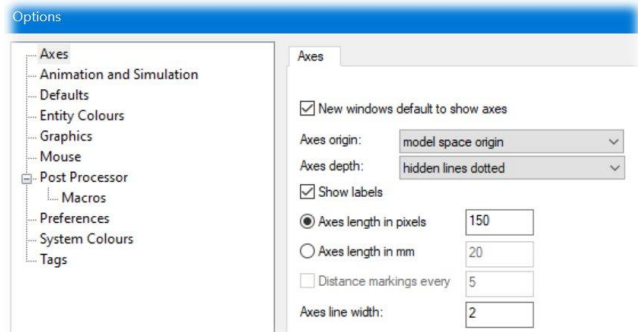 Options
Axes
Animation and Simulation
Defaults
Entity Colours
Graphics
Mouse
Post Processor
Macros
Preferences
System Colours
Tags
Axes
New windows default to show axes
Axes origin: model space origin
Axes depth: hidden lines dotted
Show labels
Axes length in pixels 150
Axes length in mm 20
Distance markings every 5
Axes line width: 2